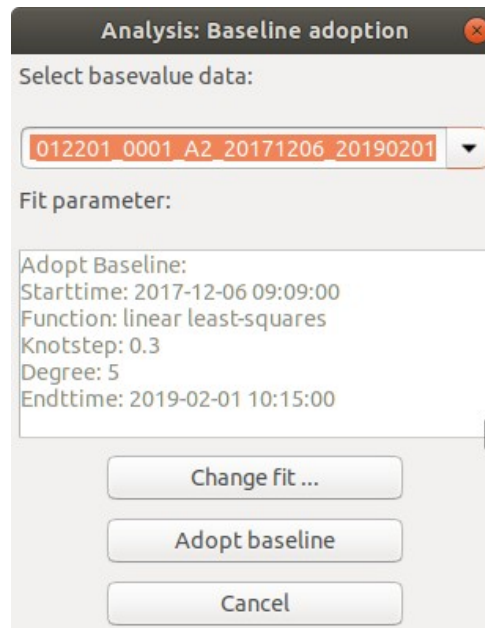 Analysis: Baseline adoption
Select basevalue data:
_012201_0001_A2_20171206_20190201
Fit parameter:
Adopt Baseline:
Starttime: 2017-12-06 09:09:00
Function: linear least-squares
Knotstep: 0.3
Degree: 5
Endttime: 2019-02-01 10:15:00
Change fit ...
Adopt baseline
Cancel